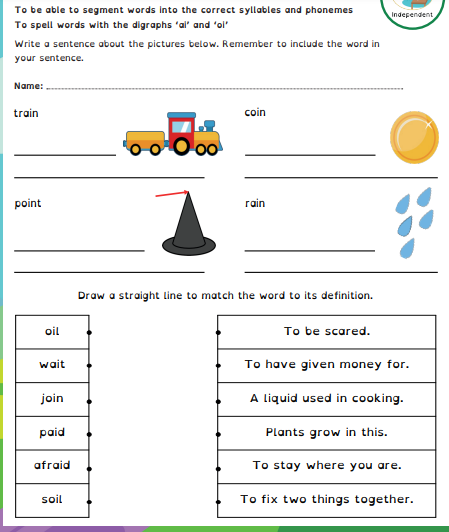 To be able to segment words into the correct syllables and phonemes
To spell words with the digraphs ‘ai’ and ‘oi’
Independent
Write a sentence about the pictures below. Remember to include the word in
your sentence.
Name:
train
coin
point
rain
Draw a straight line to match the word to its definition.
oil
To be scared.
wait
To have given money for.
join
A liquid used in cooking.
paid
Plants grow in this.
afraid
To stay where you are.
soil
To fix two things together.